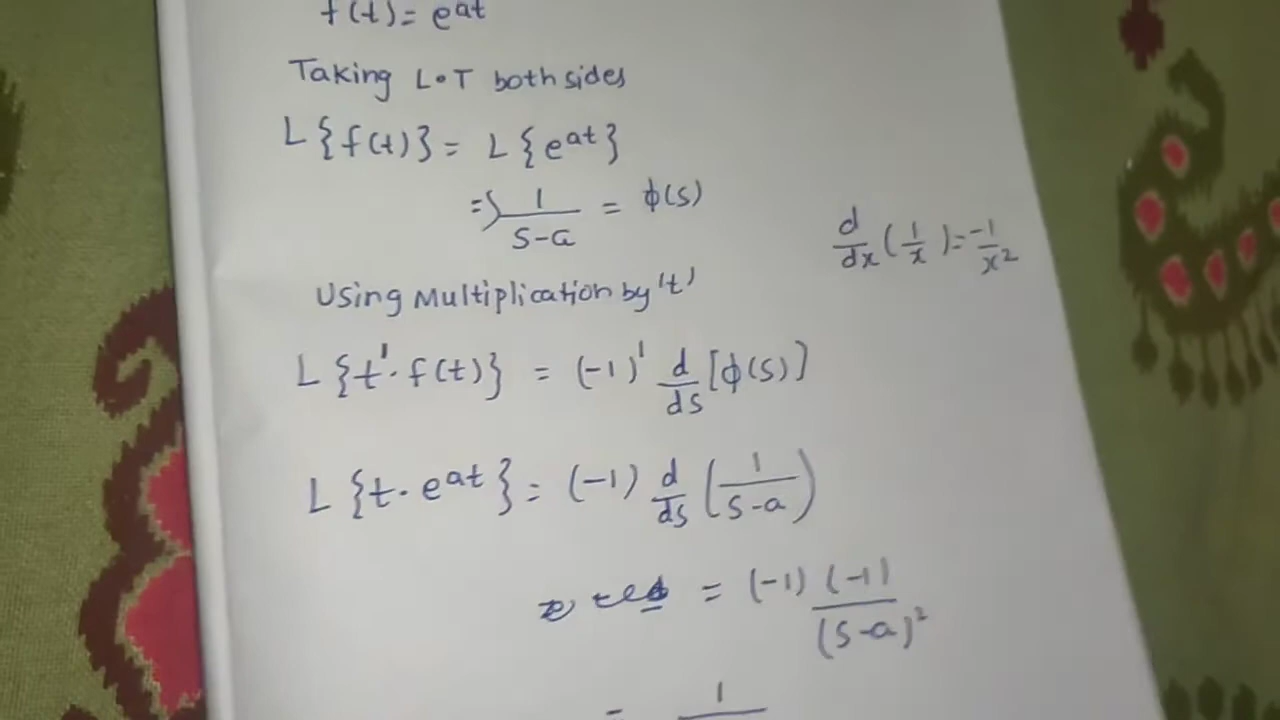 f(t) = e^at
Taking L.T both sides
L{f(t)} = L{e^at}
=> 1/(s-a) = φ(s)
d/dx (1/x) = -1/x²
Using Multiplication by 't'
L{t¹. f(t)} = (-1)¹ d/ds [φ(s)]
L{t. e^at} = (-1) d/ds (1/(s-a))
= (-1) (-1)/(s-a)²
= 1